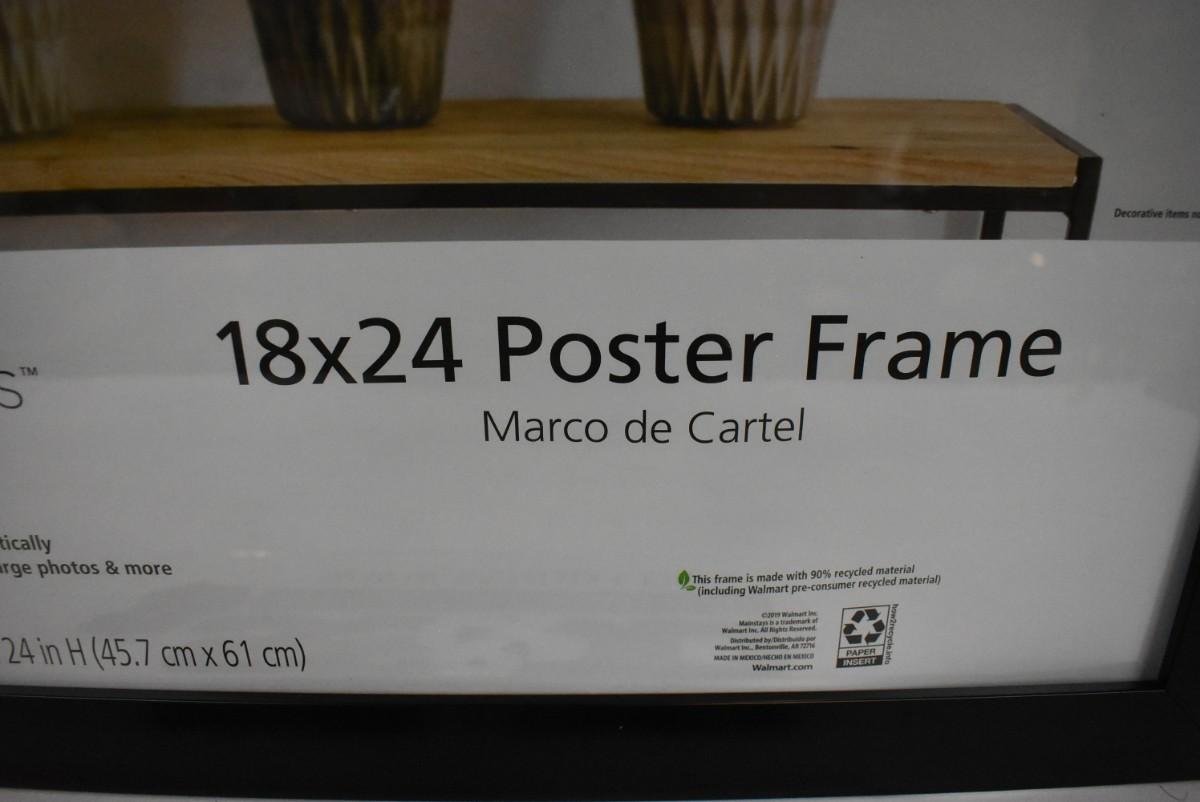 Decorative items
18x24 Poster Frame
S™
Marco de Cartel
tically
arge photos & more
This frame is made with 90% recycled material
(including Walmart pre-consumer recycled material)
©2019 Walmart Inc.
Mainstays is a trademark of
Walmart Inc. All Rights Reserved.
Distributed by/Distribuido por
Walmart Inc., Bentonville, AR 72716
MADE IN MEXICO/HECHO EN MEXICO
Walmart.com
PAPER
INSERT
how2recycle.info
24 in H (45.7 cm x 61 cm)